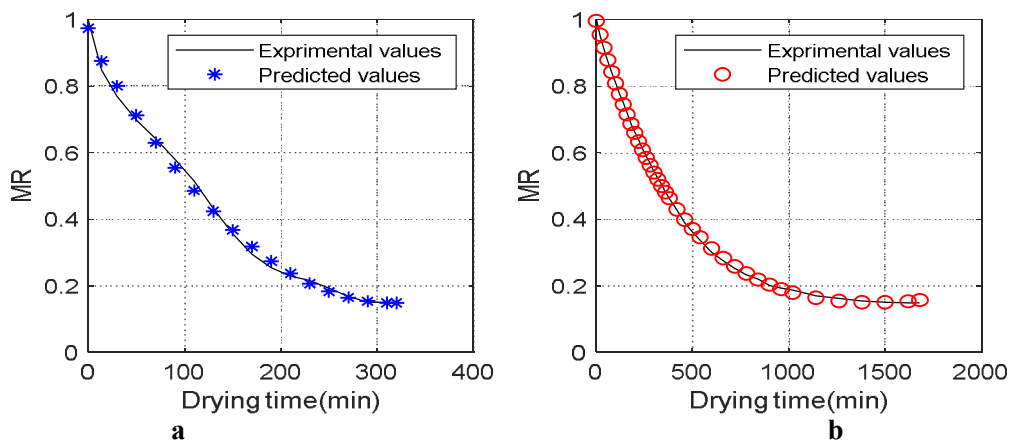 1
0.8
0.6
0.4
0.2
0
MR
Exprimental values
Predicted values
0 100 200 300 400
Drying time(min)
a
1
0.8
0.6
0.4
0.2
0
MR
Exprimental values
Predicted values
0 500 1000 1500 2000
Drying time(min)
b